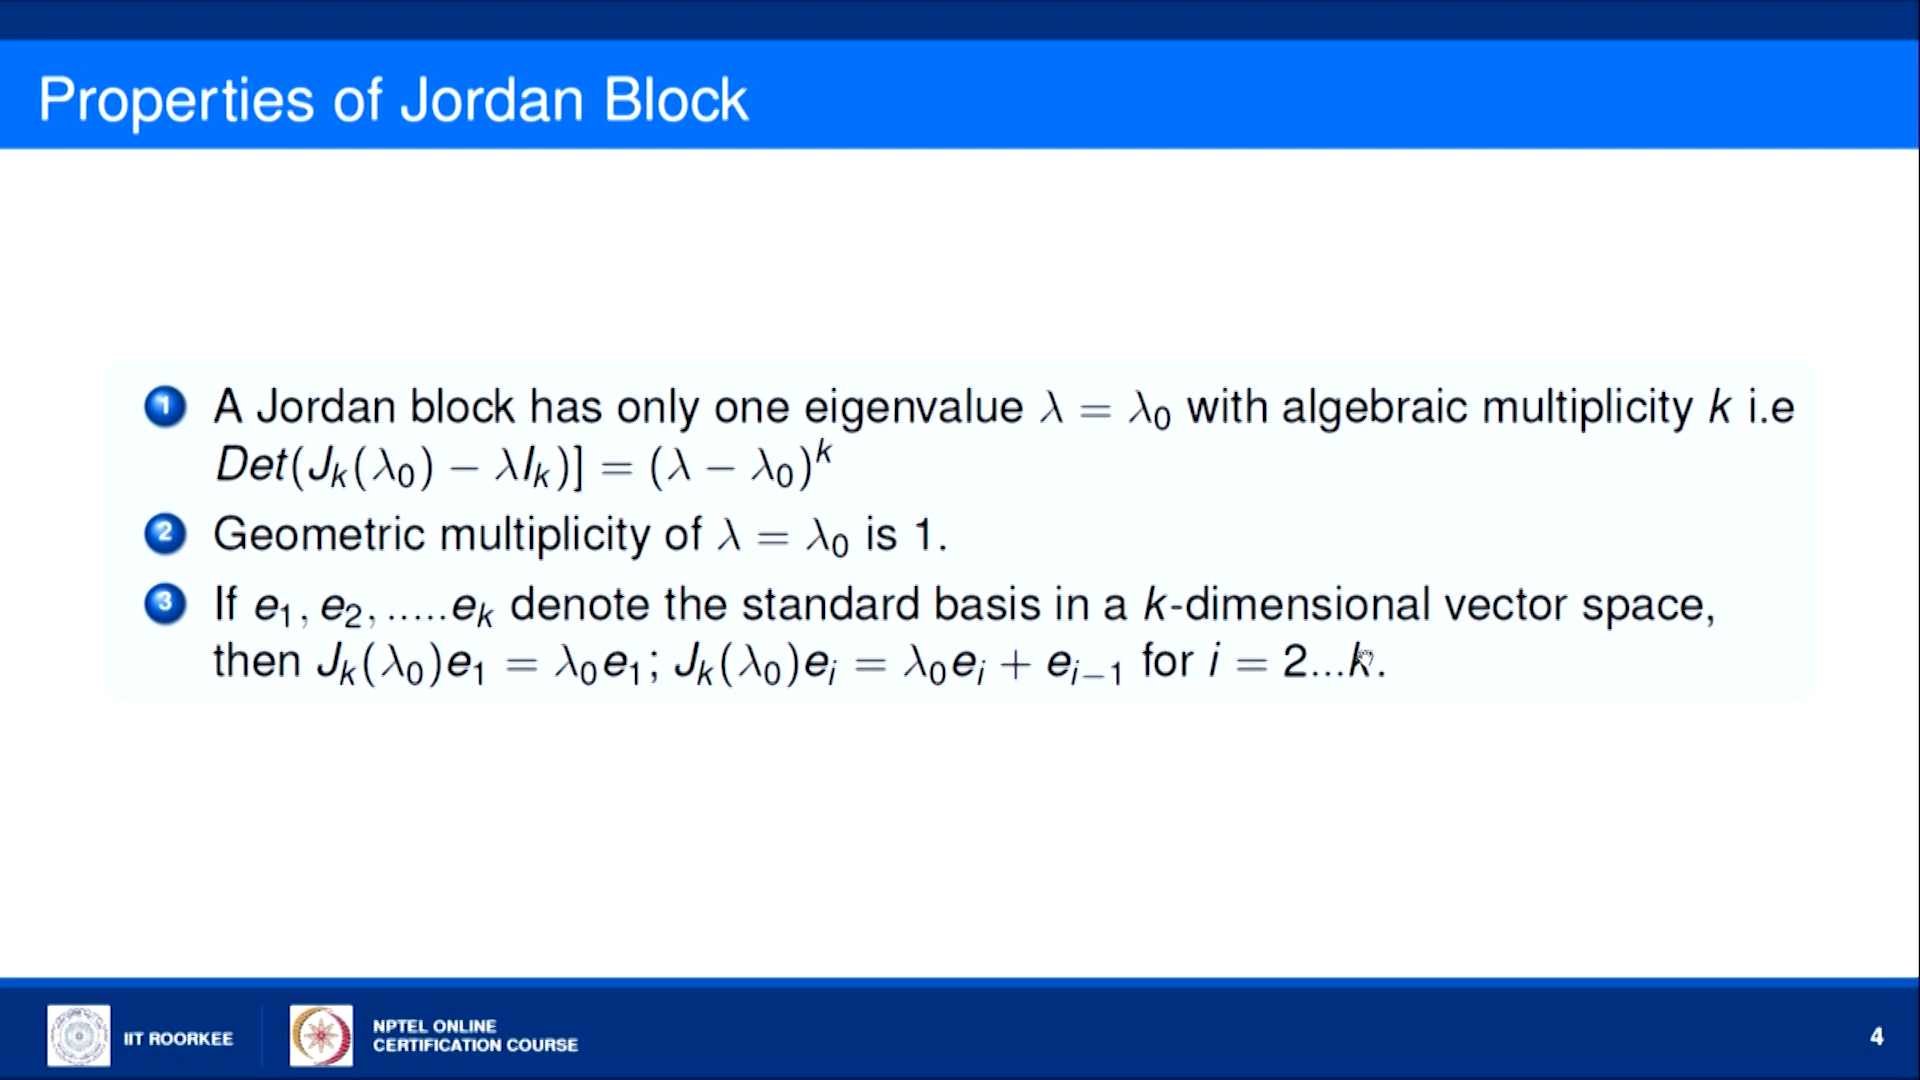 Properties of Jordan Block
1 A Jordan block has only one eigenvalue λ = λ₀ with algebraic multiplicity k i.e
Det(Jₖ(λ₀) − λIₖ)] = (λ − λ₀)ᵏ
2 Geometric multiplicity of λ = λ₀ is 1.
3 If e₁, e₂, .....eₖ denote the standard basis in a k-dimensional vector space,
then Jₖ(λ₀)e₁ = λ₀e₁; Jₖ(λ₀)eᵢ = λ₀eᵢ + eᵢ₋₁ for i = 2...k.
IIT ROORKEE
NPTEL ONLINE
CERTIFICATION COURSE
4